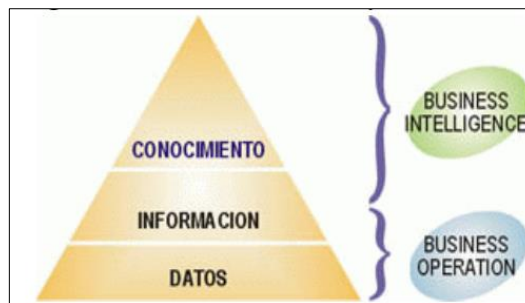 CONOCIMIENTO
INFORMACION
DATOS
BUSINESS
INTELLIGENCE
BUSINESS
OPERATION